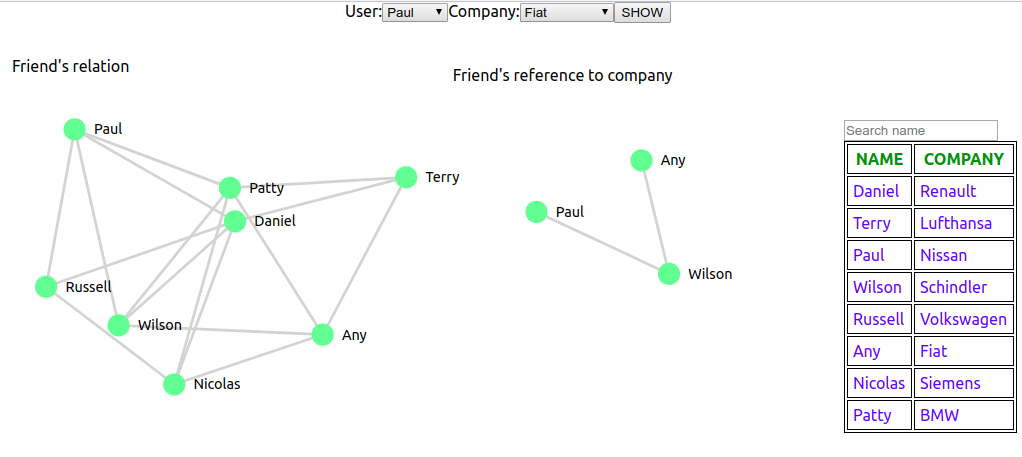 User: Paul Company: Fiat SHOW
Friend's relation
Friend's reference to company
Paul
Patty
Terry
Daniel
Russell
Wilson
Any
Nicolas
Any
Paul
Wilson
Search name
NAME COMPANY
Daniel Renault
Terry Lufthansa
Paul Nissan
Wilson Schindler
Russell Volkswagen
Any Fiat
Nicolas Siemens
Patty BMW